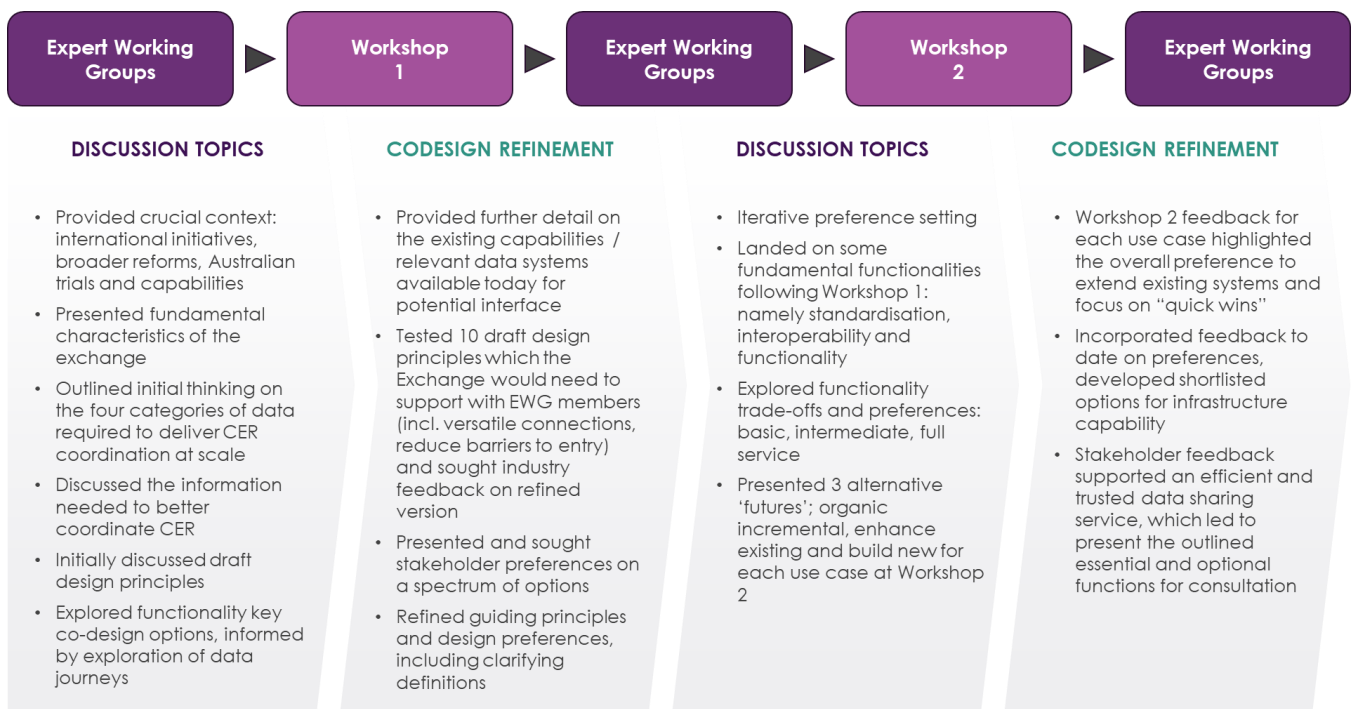 Expert Working
Groups
Workshop
1
Expert Working
Groups
Workshop
2
Expert Working
Groups
DISCUSSION TOPICS
• Provided crucial context:
international initiatives,
broader reforms, Australian
trials and capabilities
• Presented fundamental
characteristics of the
exchange
• Outlined initial thinking on
the four categories of data
required to deliver CER
coordination at scale
• Discussed the information
needed to better
coordinate CER
• Initially discussed draft
design principles
• Explored functionality key
co-design options, informed
by exploration of data
journeys
CODESIGN REFINEMENT
• Provided further detail on
the existing capabilities /
relevant data systems
available today for
potential interface
• Tested 10 draft design
principles which the
Exchange would need to
support with EWG members
(incl. versatile connections,
reduce barriers to entry)
and sought industry
feedback on refined
version
• Presented and sought
stakeholder preferences on
a spectrum of options
• Refined guiding principles
and design preferences,
including clarifying
definitions
DISCUSSION TOPICS
• Iterative preference setting
• Landed on some
fundamental functionalities
following Workshop 1:
namely standardisation,
interoperability and
functionality
• Explored functionality
trade-offs and preferences:
basic, intermediate, full
service
• Presented 3 alternative
‘futures’; organic
incremental, enhance
existing and build new for
each use case at Workshop
2
CODESIGN REFINEMENT
• Workshop 2 feedback for
each use case highlighted
the overall preference to
extend existing systems and
focus on “quick wins”
• Incorporated feedback to
date on preferences,
developed shortlisted
options for infrastructure
capability
• Stakeholder feedback
supported an efficient and
trusted data sharing
service, which led to
present the outlined
essential and optional
functions for consultation